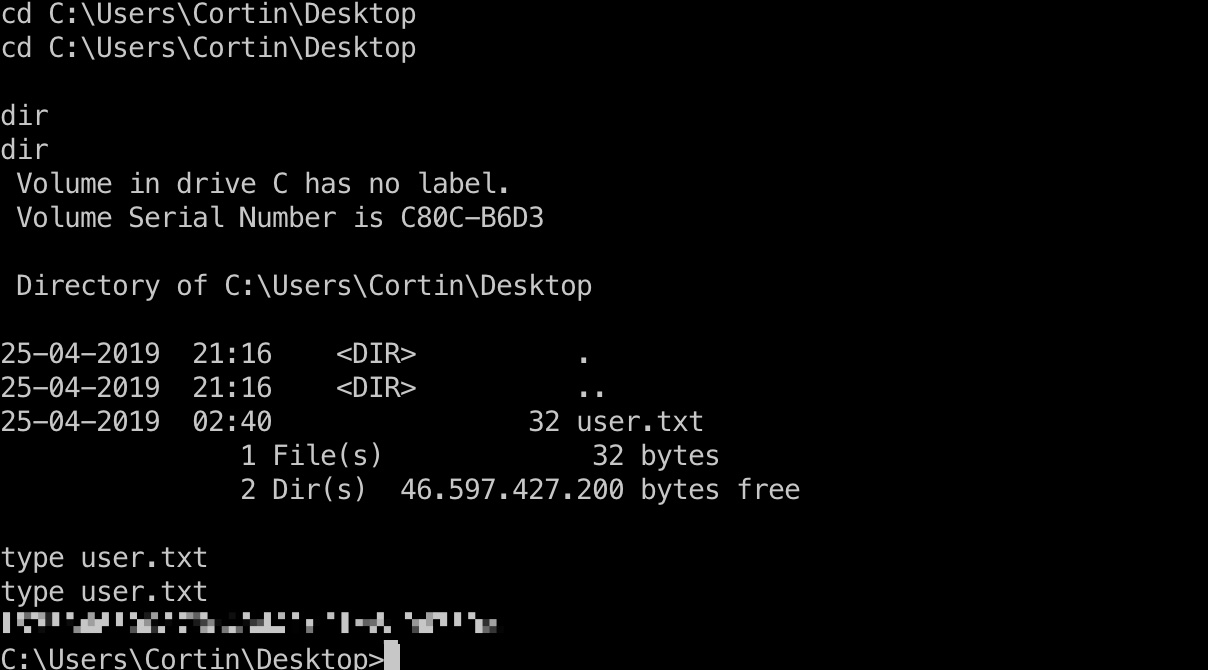 cd C:\Users\Cortin\Desktop
cd C:\Users\Cortin\Desktop
dir
dir
Volume in drive C has no label.
Volume Serial Number is C80C-B6D3
Directory of C:\Users\Cortin\Desktop
25-04-2019  21:16    <DIR>          .
25-04-2019  21:16    <DIR>          ..
25-04-2019  02:40                32 user.txt
1 File(s)             32 bytes
2 Dir(s)  46.597.427.200 bytes free
type user.txt
type user.txt
C:\Users\Cortin\Desktop>